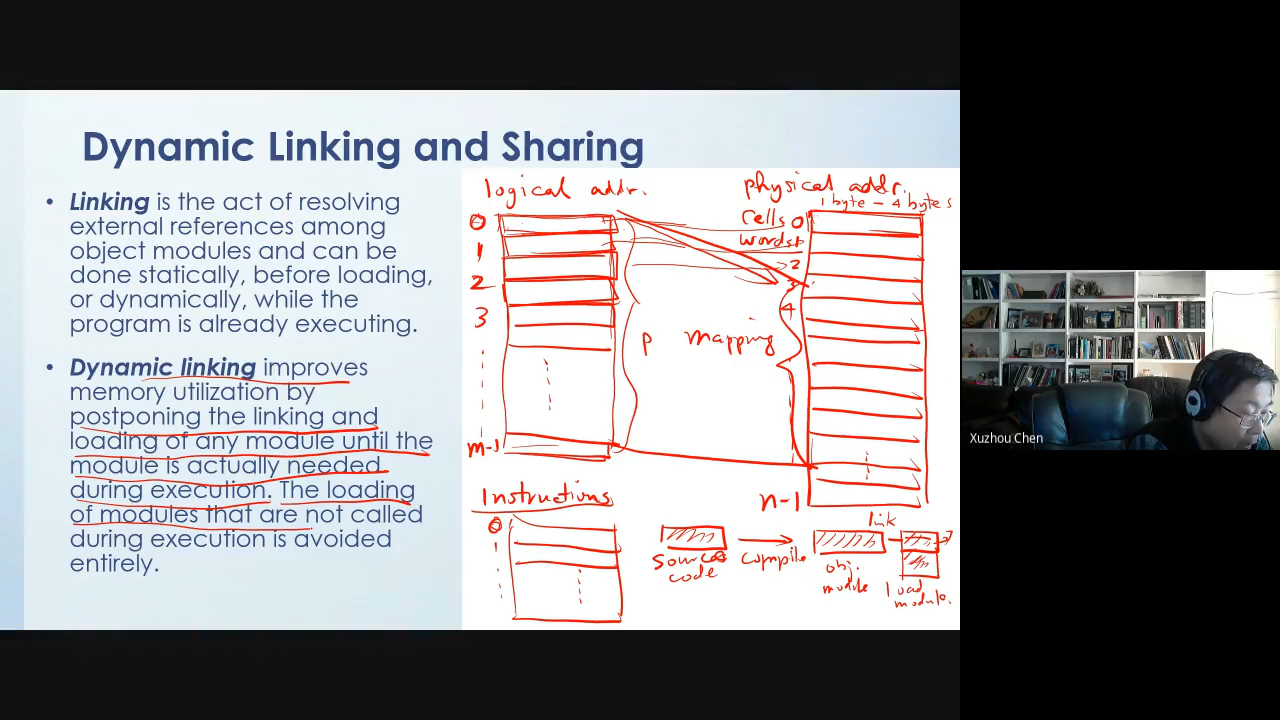 Dynamic Linking and Sharing
• Linking is the act of resolving
external references among
object modules and can be
done statically, before loading,
or dynamically, while the
program is already executing.
• Dynamic linking improves
memory utilization by
postponing the linking and
loading of any module until the
module is actually needed
during execution. The loading
of modules that are not called
during execution is avoided
entirely.
logical addr.
0
1
2
3
m-1
P mapping
physical addr.
1 byte - 4 bytes
cells 0
words 1
2
3
4
n-1
Instructions
0
source
code
compile
obj.
module
link
load
module
Xuzhou Chen